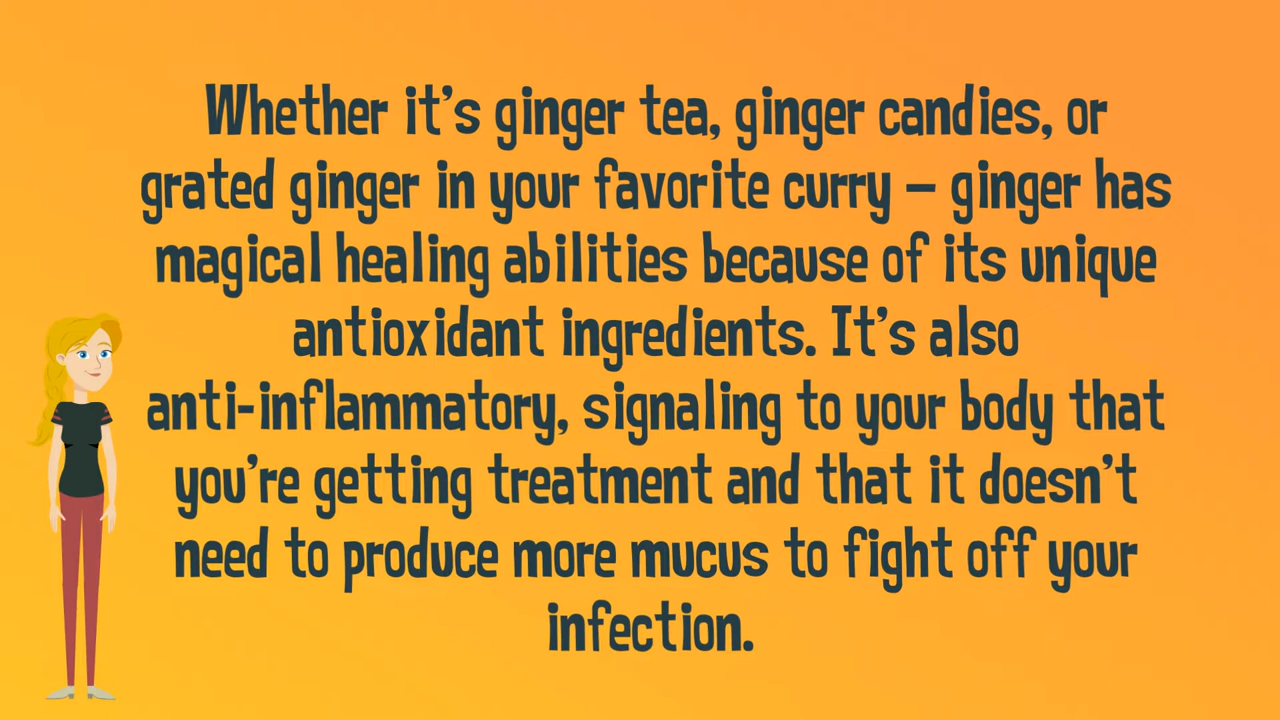 Whether it’s ginger tea, ginger candies, or
grated ginger in your favorite curry – ginger has
magical healing abilities because of its unique
antioxidant ingredients. It’s also
anti-inflammatory, signaling to your body that
you’re getting treatment and that it doesn’t
need to produce more mucus to fight off your
infection.